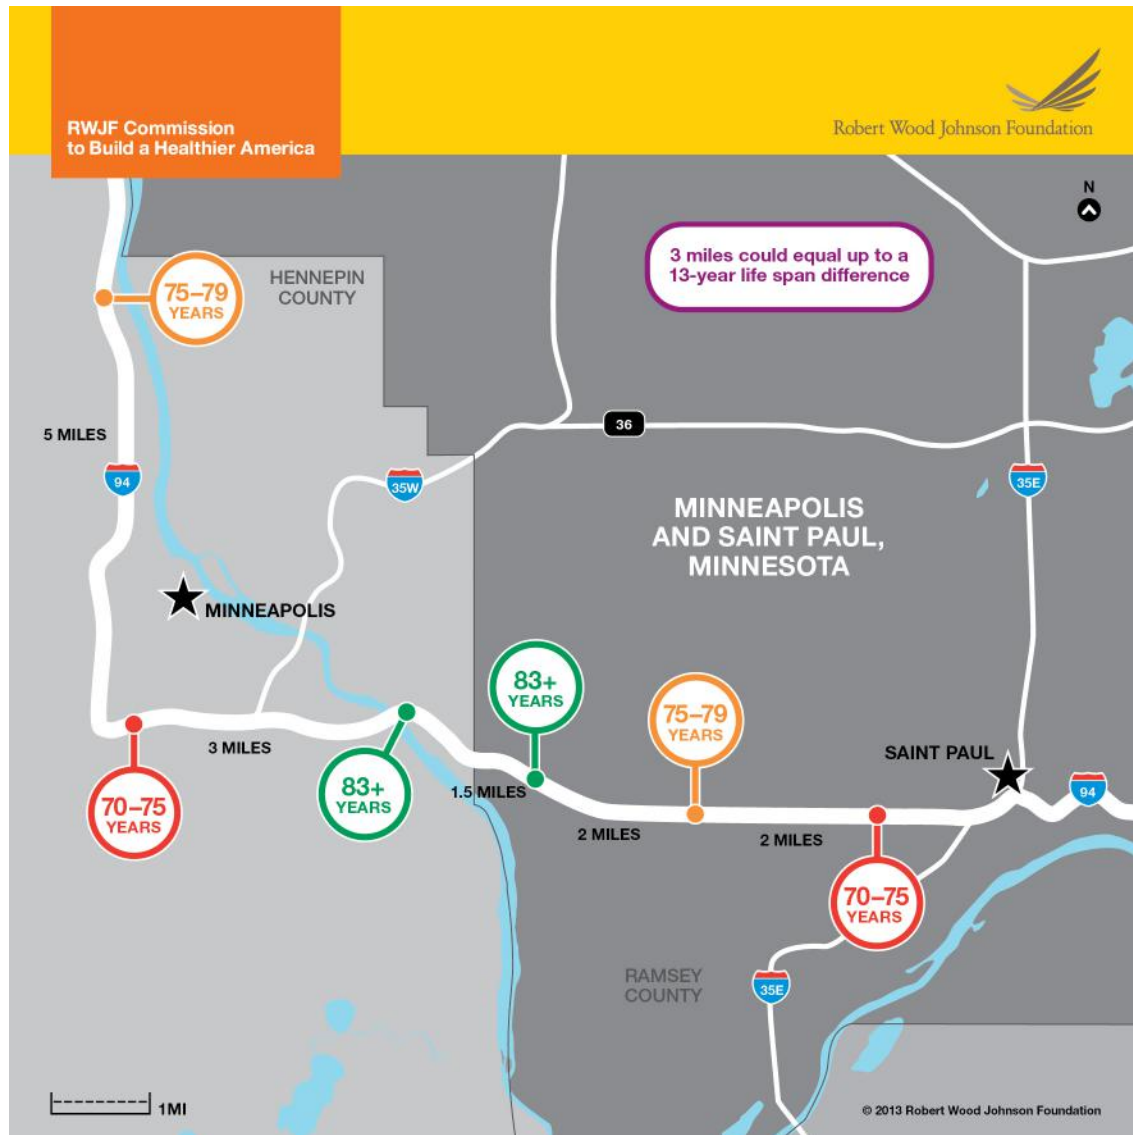 RWJF Commission
to Build a Healthier America
Robert Wood Johnson Foundation
N
3 miles could equal up to a
13-year life span difference
HENNEPIN
COUNTY
75–79
YEARS
5 MILES
36
94
35W
35E
MINNEAPOLIS
AND SAINT PAUL,
MINNESOTA
MINNEAPOLIS
83+
YEARS
75–79
YEARS
3 MILES
SAINT PAUL
70–75
YEARS
83+
YEARS
1.5 MILES
94
2 MILES
2 MILES
70–75
YEARS
RAMSEY
COUNTY
35E
1MI
© 2013 Robert Wood Johnson Foundation